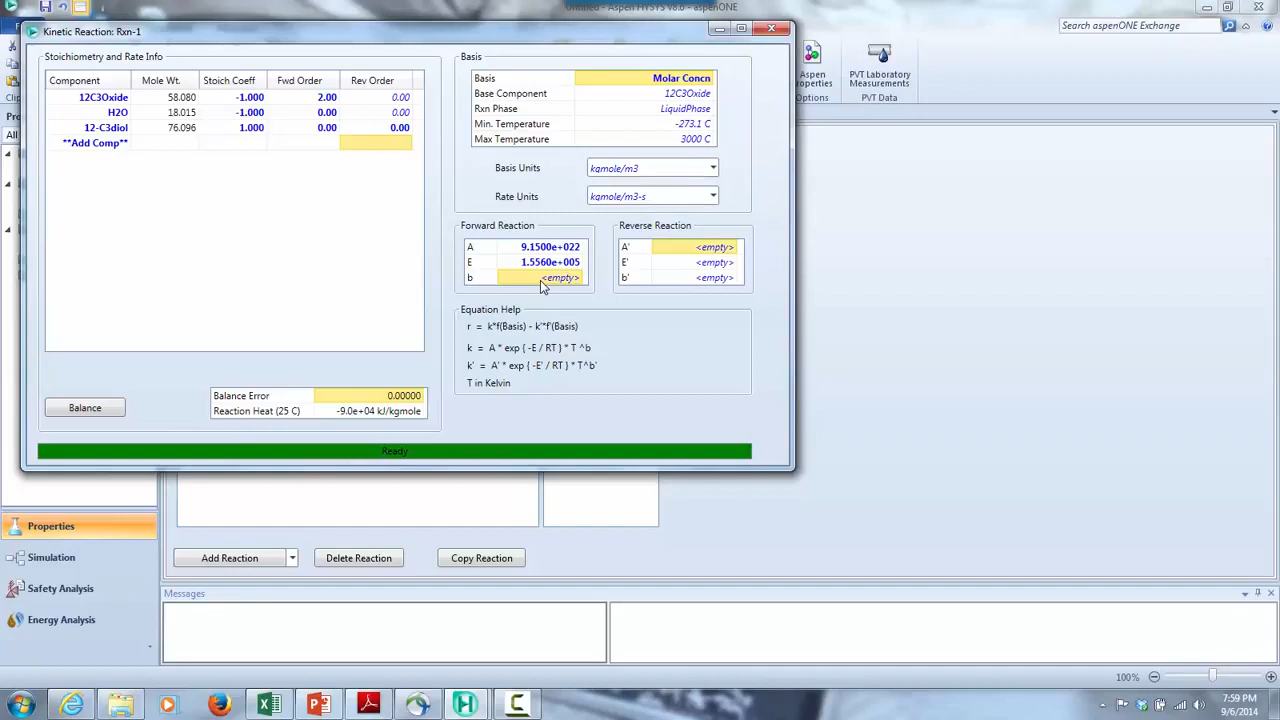 Untitled - Aspen HYSYS V8.6 - aspenONE
Kinetic Reaction: Rxn-1
Search aspenONE Exchange
Stoichiometry and Rate Info
Component Mole Wt. Stoich Coeff Fwd Order Rev Order
12C3Oxide 58.080 -1.000 2.00 0.00
H2O 18.015 -1.000 0.00 0.00
12-C3diol 76.096 1.000 0.00 0.00
**Add Comp**
Balance
Balance Error 0.00000
Reaction Heat (25 C) -9.0e+04 kJ/kgmole
Basis
Basis Molar Concn
Base Component 12C3Oxide
Rxn Phase LiquidPhase
Min. Temperature -273.1 C
Max Temperature 3000 C
Basis Units kgmole/m3
Rate Units kgmole/m3-s
Forward Reaction
A 9.1500e+022
E 1.5560e+005
b <empty>
Reverse Reaction
A' <empty>
E' <empty>
b' <empty>
Equation Help
r = k*f(Basis) - k'*f'(Basis)
k = A * exp { -E / RT } * T ^b
k' = A' * exp { -E' / RT } * T^b'
T in Kelvin
Ready
Aspen
Properties
Options
PVT Laboratory
Measurements
PVT Data
All
Properties
Simulation
Safety Analysis
Energy Analysis
Add Reaction
Delete Reaction
Copy Reaction
Messages
100%
7:59 PM
9/6/2014